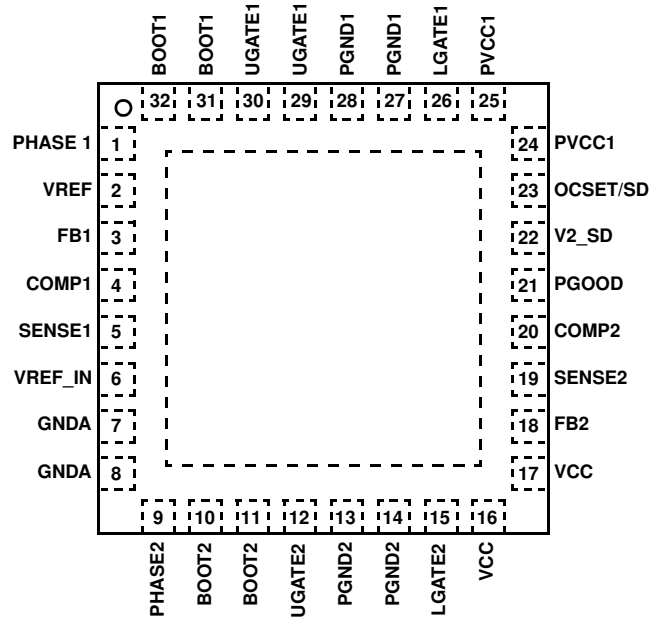 BOOT1 BOOT1 UGATE1 UGATE1 PGND1 PGND1 LGATE1 PVCC1
32 31 30 29 28 27 26 25
PHASE 1 1 24 PVCC1
VREF 2 23 OCSET/SD
FB1 3 22 V2_SD
COMP1 4 21 PGOOD
SENSE1 5 20 COMP2
VREF_IN 6 19 SENSE2
GNDA 7 18 FB2
GNDA 8 17 VCC
9 10 11 12 13 14 15 16
PHASE2 BOOT2 BOOT2 UGATE2 PGND2 PGND2 LGATE2 VCC